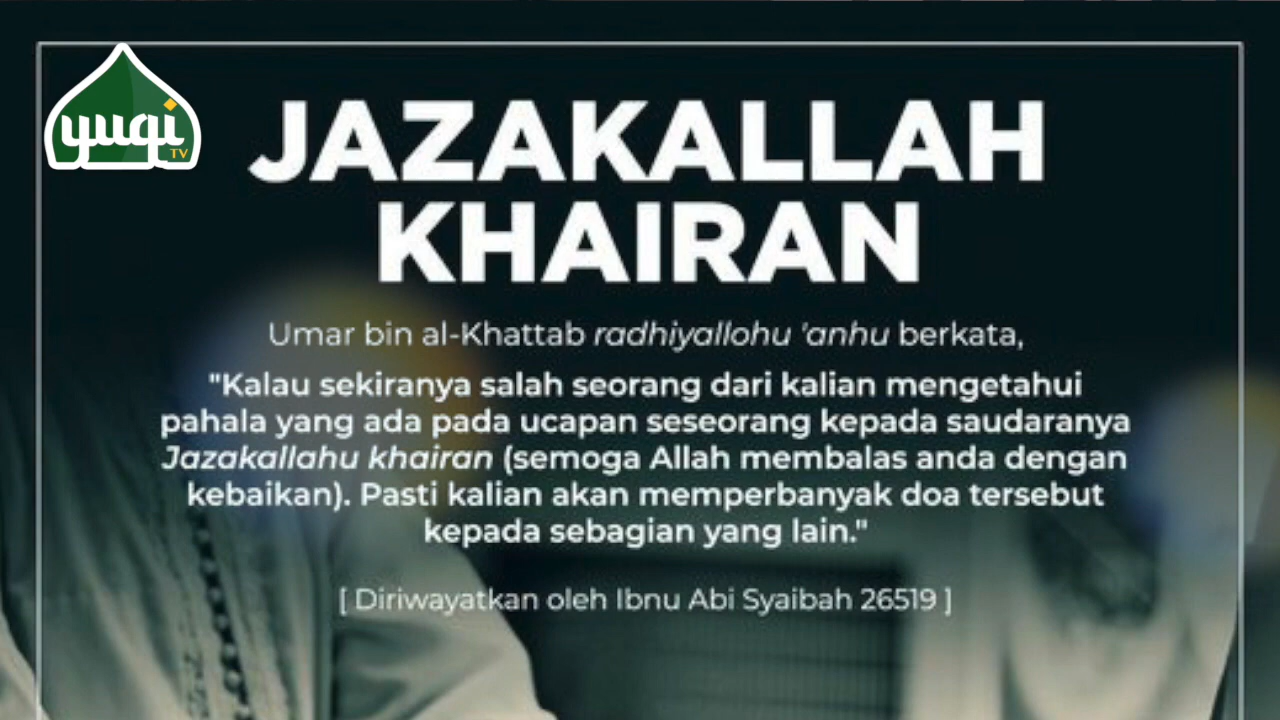 yuqi
TV
JAZAKALLAH
KHAIRAN
Umar bin al-Khattab radhiyallohu 'anhu berkata,
"Kalau sekiranya salah seorang dari kalian mengetahui
pahala yang ada pada ucapan seseorang kepada saudaranya
Jazakallahu khairan (semoga Allah membalas anda dengan
kebaikan). Pasti kalian akan memperbanyak doa tersebut
kepada sebagian yang lain."
[ Diriwayatkan oleh Ibnu Abi Syaibah 26519 ]